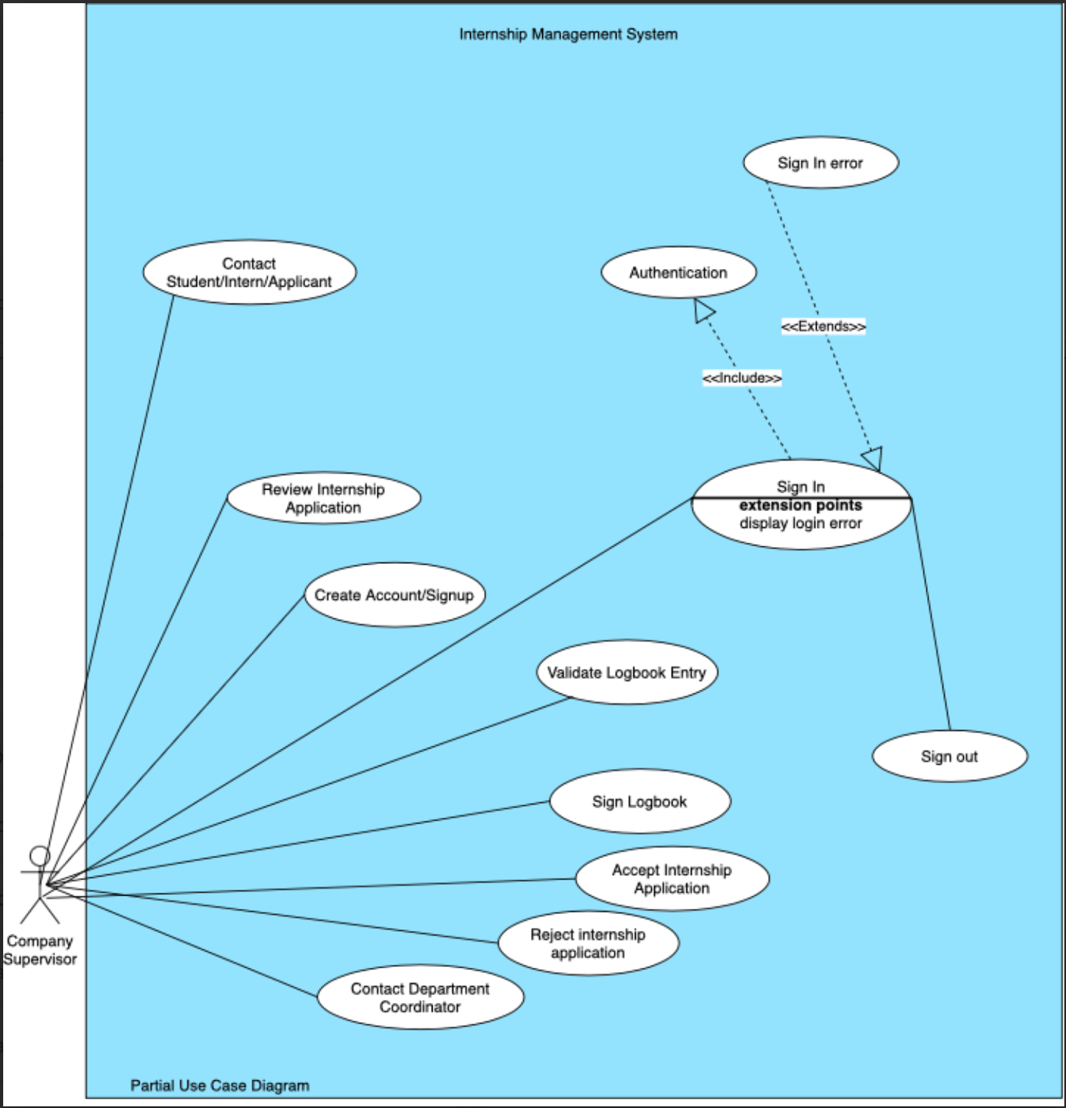 Internship Management System
Sign In error
Contact
Student/Intern/Applicant
Authentication
<<Extends>>
<<Include>>
Review Internship
Application
Sign In
extension points
display login error
Create Account/Signup
Validate Logbook Entry
Sign out
Sign Logbook
Accept Internship
Application
Reject internship
application
Company
Supervisor
Contact Department
Coordinator
Partial Use Case Diagram